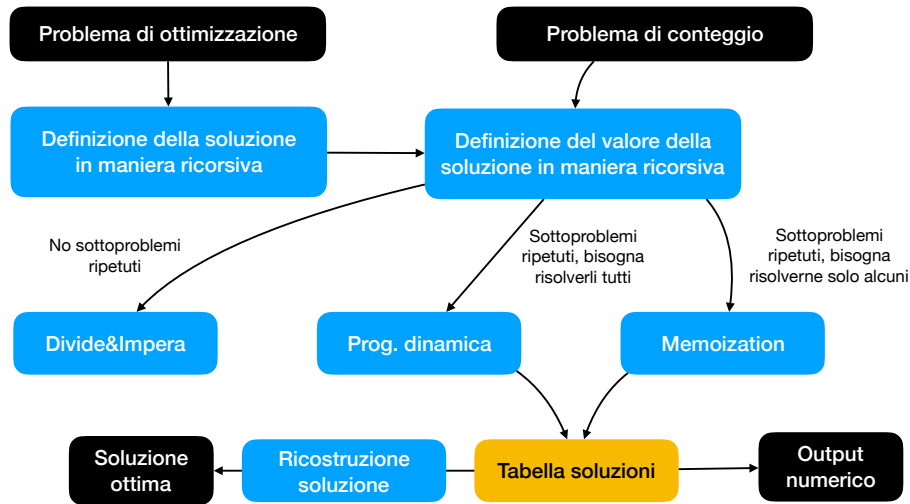 Problema di ottimizzazione
Problema di conteggio
Definizione della soluzione
in maniera ricorsiva
Definizione del valore della
soluzione in maniera ricorsiva
No sottoproblemi
ripetuti
Sottoproblemi
ripetuti, bisogna
risolverli tutti
Sottoproblemi
ripetuti, bisogna
risolverne solo alcuni
Divide&Impera
Prog. dinamica
Memoization
Soluzione
ottima
Ricostruzione
soluzione
Tabella soluzioni
Output
numerico